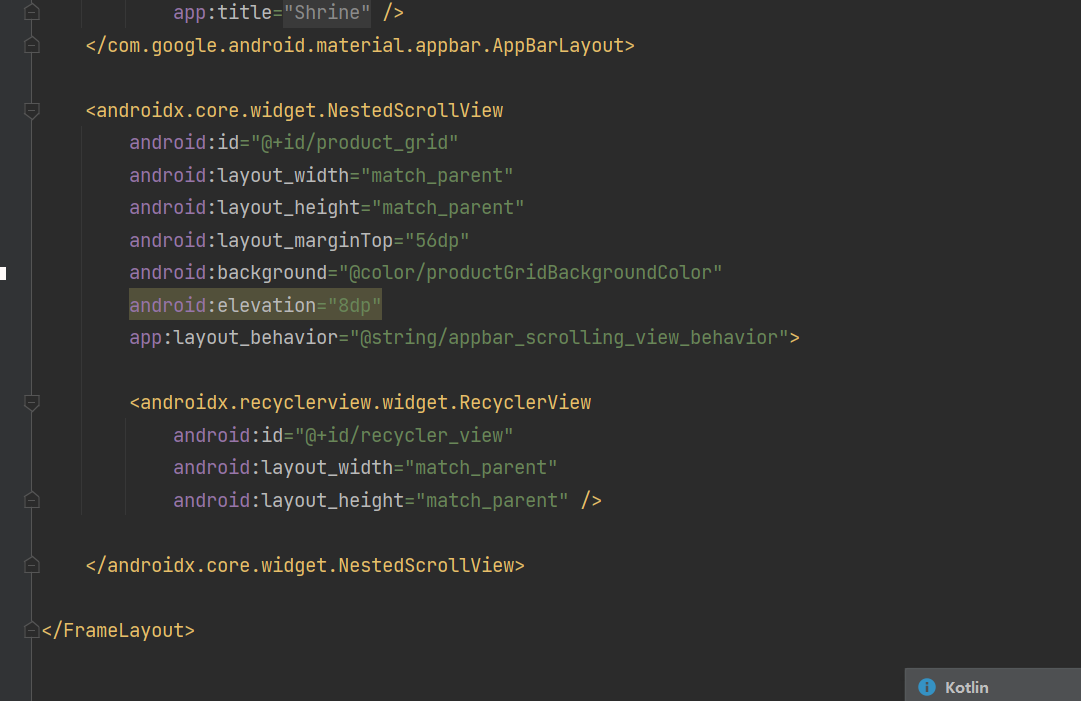 app:title="Shrine" />
</com.google.android.material.appbar.AppBarLayout>
<androidx.core.widget.NestedScrollView
android:id="@+id/product_grid"
android:layout_width="match_parent"
android:layout_height="match_parent"
android:layout_marginTop="56dp"
android:background="@color/productGridBackgroundColor"
android:elevation="8dp"
app:layout_behavior="@string/appbar_scrolling_view_behavior">
<androidx.recyclerview.widget.RecyclerView
android:id="@+id/recycler_view"
android:layout_width="match_parent"
android:layout_height="match_parent" />
</androidx.core.widget.NestedScrollView>
</FrameLayout>
Kotlin